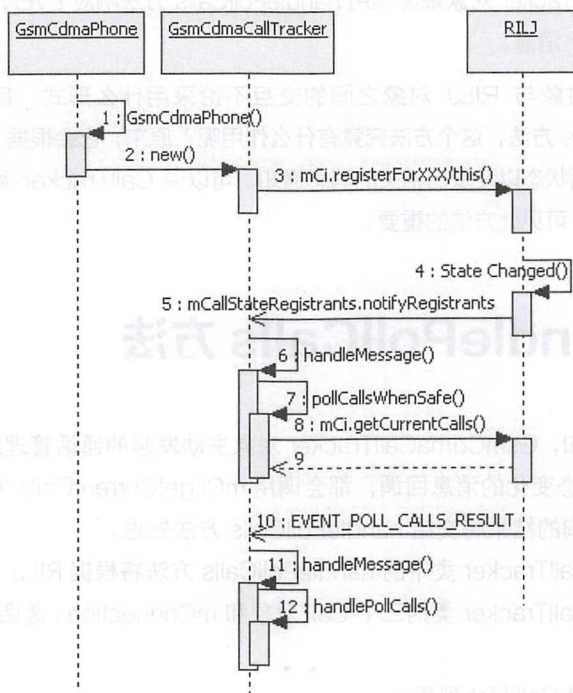 GsmCdmaPhone
GsmCdmaCallTracker
RILJ
1 : GsmCdmaPhone()
2 : new()
3 : mCi.registerForXXX/this()
4 : State Changed()
5 : mCallStateRegistrants.notifyRegistrants
6 : handleMessage()
7 : pollCallsWhenSafe()
8 : mCi.getCurrentCalls()
9
10 : EVENT_POLL_CALLS_RESULT
11 : handleMessage()
12 : handlePollCalls()